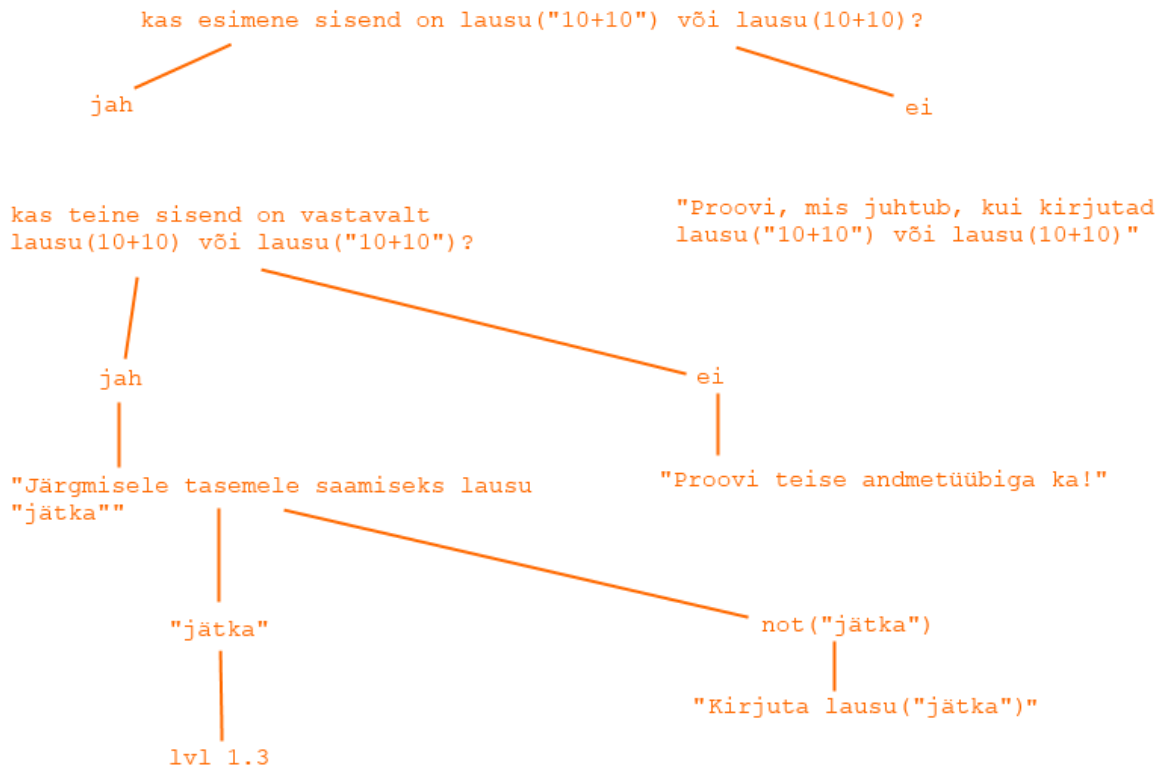 kas esimene sisend on lausu("10+10") või lausu(10+10)?
jah
ei
kas teine sisend on vastavalt
lausu(10+10) või lausu("10+10")?
"Proovi, mis juhtub, kui kirjutad
lausu("10+10") või lausu(10+10)"
jah
ei
"Järgmisele tasemele saamiseks lausu
"jätka""
"Proovi teise andmetüübiga ka!"
"jätka"
not("jätka")
"Kirjuta lausu("jätka")"
lvl 1.3